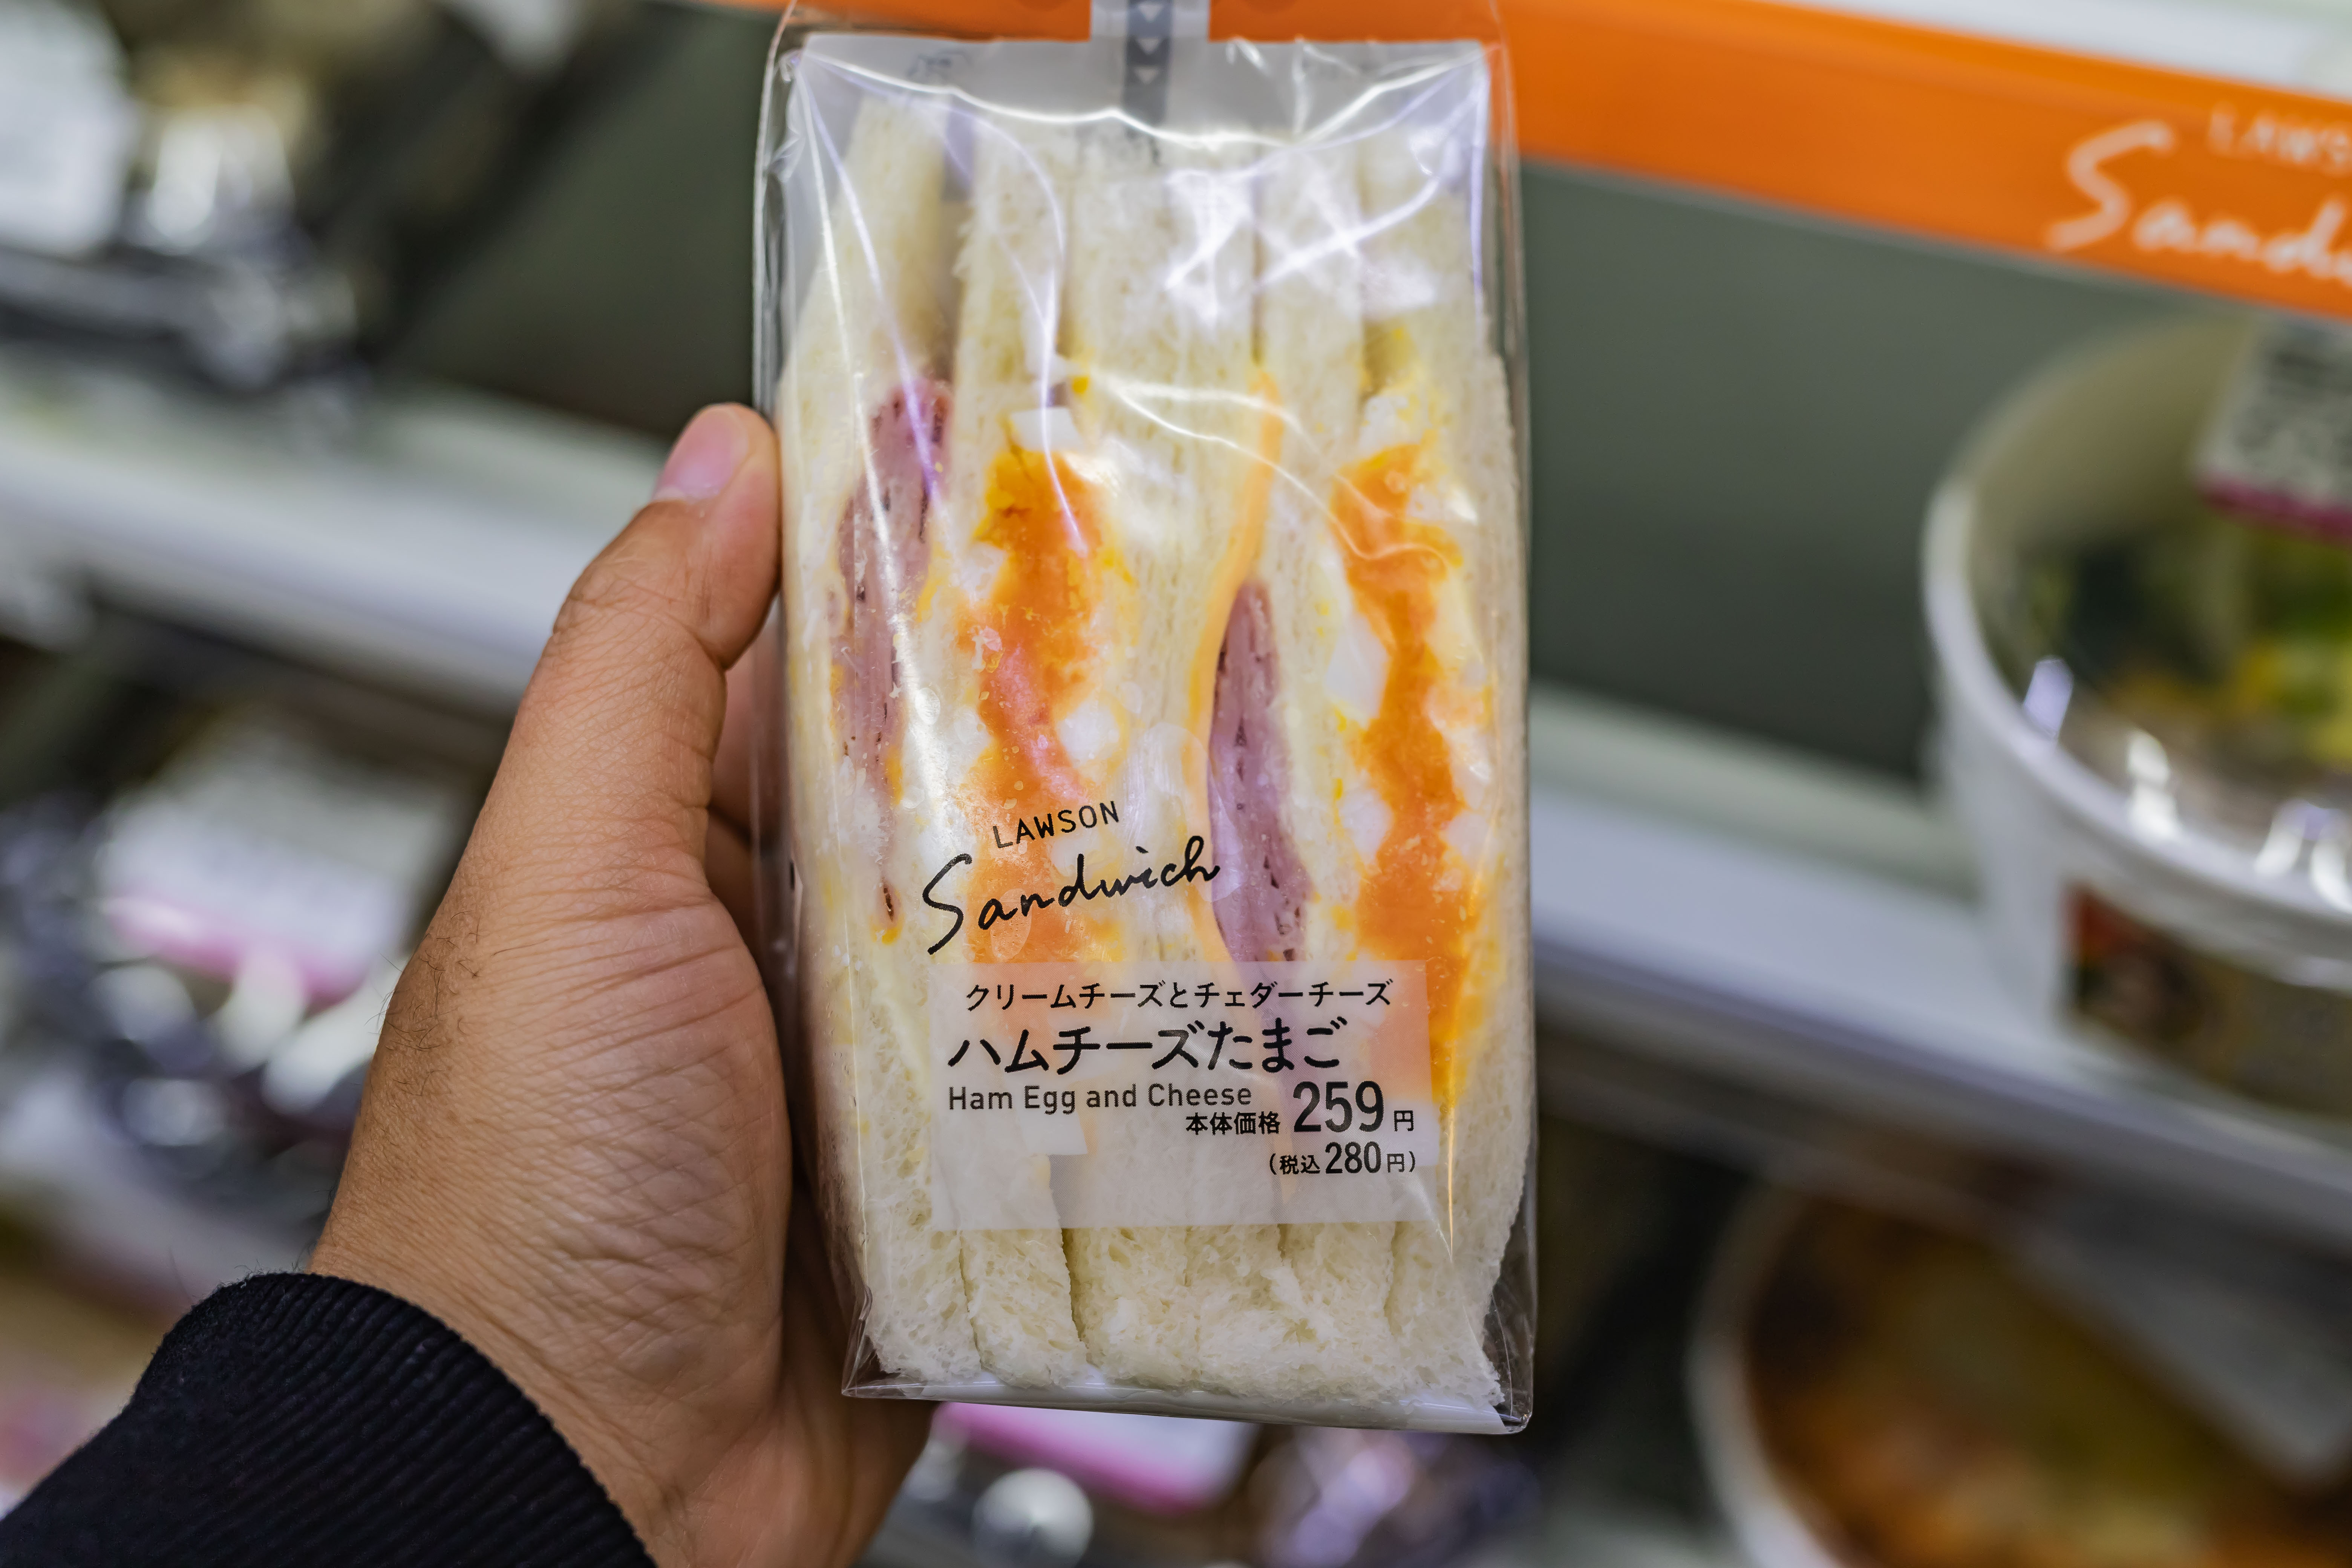 LAWSON
Sandwich
クリームチーズとチェダーチーズ
ハムチーズたまご
Ham Egg and Cheese
本体価格 259円
(税込280円)